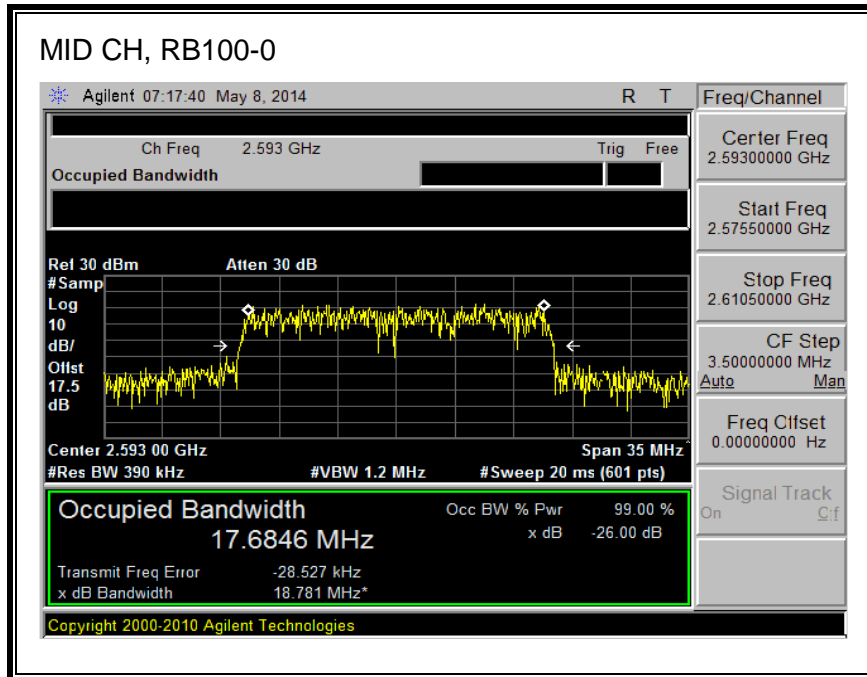 MID CH, RB100-0
Agilent 07:17:40 May 8, 2014 R T Freq/Channel
Ch Freq 2.593 GHz Trig Free
Occupied Bandwidth
Center Freq
2.59300000 GHz
Start Freq
2.57550000 GHz
Stop Freq
2.61050000 GHz
CF Step
3.50000000 MHz
Auto Man
Freq Offset
0.00000000 Hz
Signal Track
On Off
Ref 30 dBm Atten 30 dB
#Samp
Log
10
dB/
Offst
17.5
dB
Center 2.593 00 GHz Span 35 MHz
#Res BW 390 kHz #VBW 1.2 MHz #Sweep 20 ms (601 pts)
Occupied Bandwidth Occ BW % Pwr 99.00 %
17.6846 MHz x dB -26.00 dB
Transmit Freq Error -28.527 kHz
x dB Bandwidth 18.781 MHz*
Copyright 2000-2010 Agilent Technologies